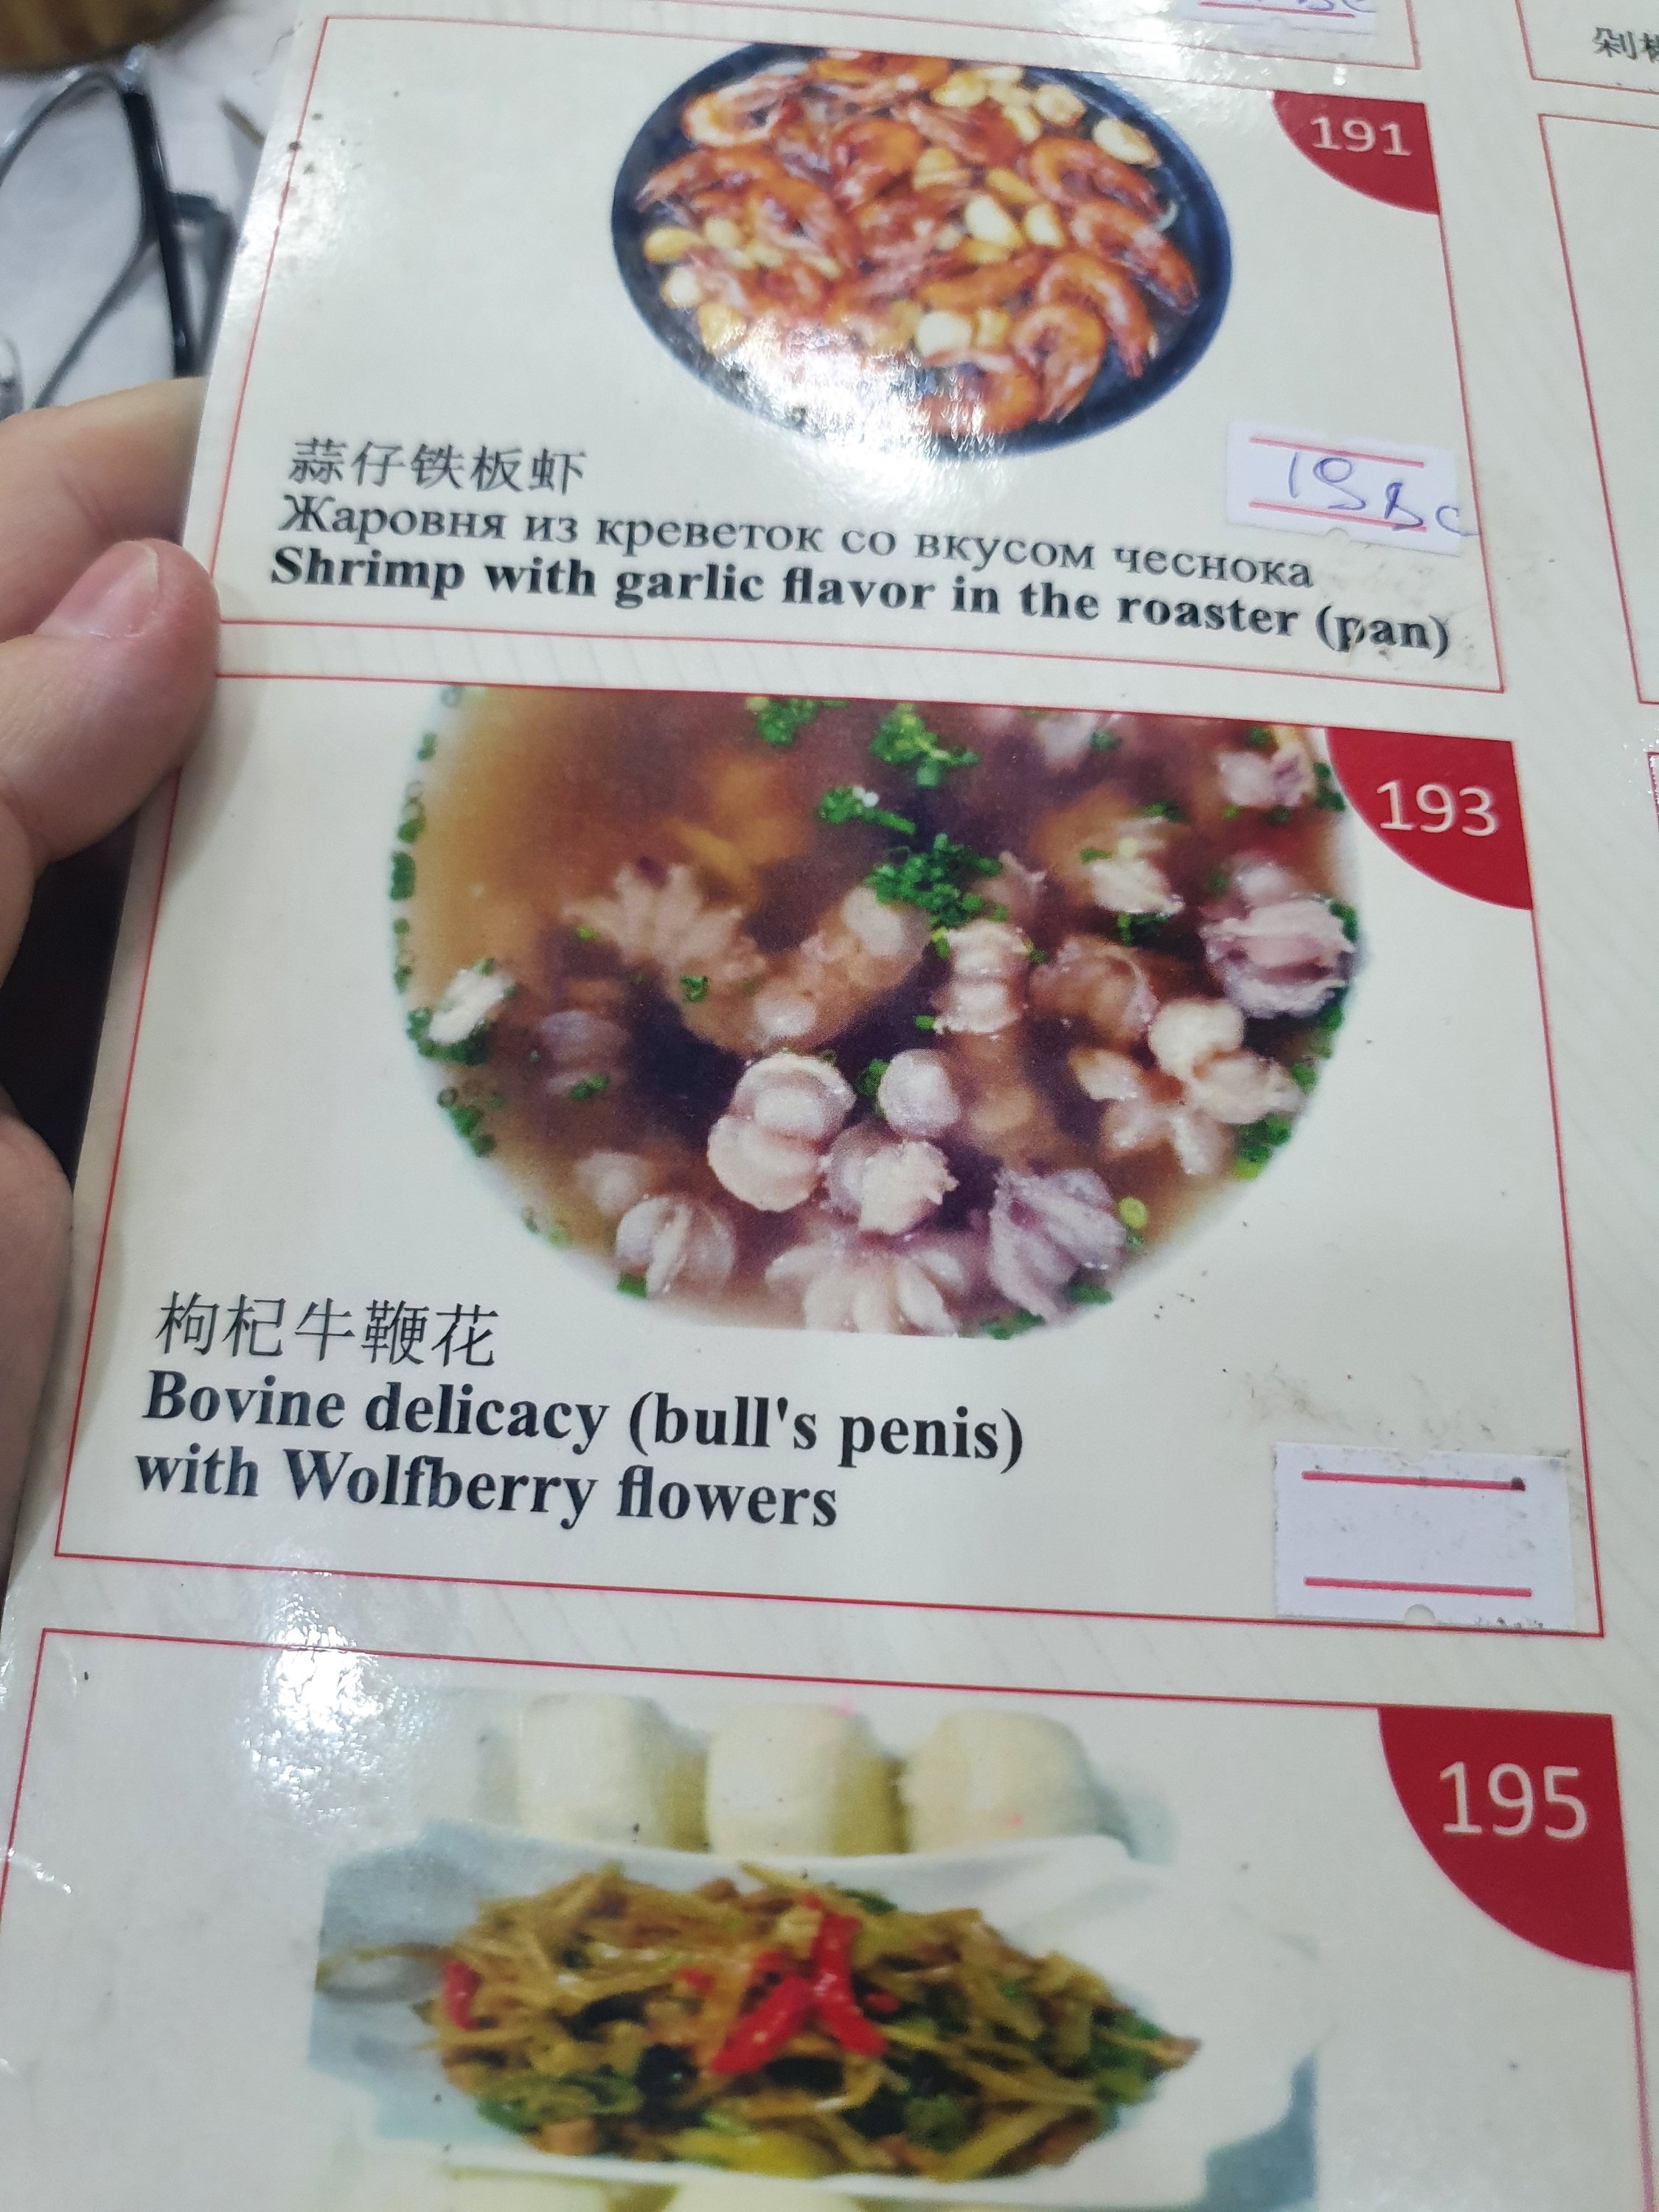 剁
191
蒜仔铁板虾
Жаровня из креветок со вкусом чеснока
Shrimp with garlic flavor in the roaster (pan)
193
枸杞牛鞭花
Bovine delicacy (bull's penis)
with Wolfberry flowers
195